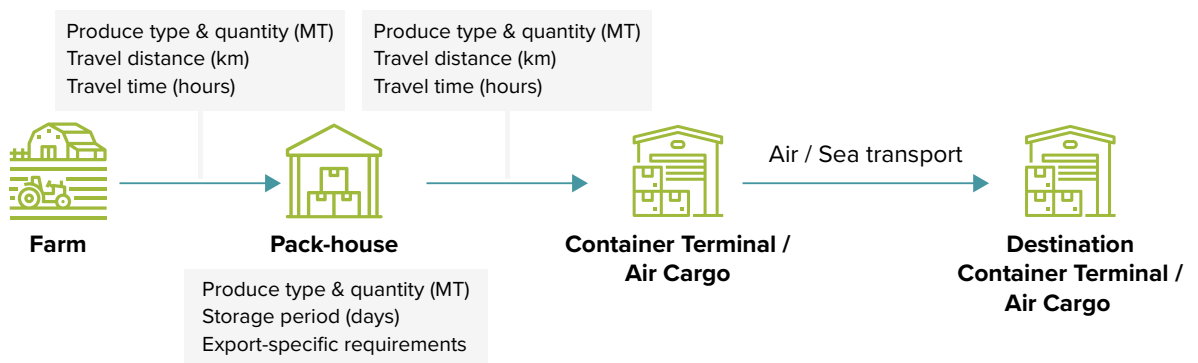 Produce type & quantity (MT)
Travel distance (km)
Travel time (hours)
Produce type & quantity (MT)
Travel distance (km)
Travel time (hours)
Air / Sea transport
Farm
Pack-house
Container Terminal /
Air Cargo
Destination
Container Terminal /
Air Cargo
Produce type & quantity (MT)
Storage period (days)
Export-specific requirements